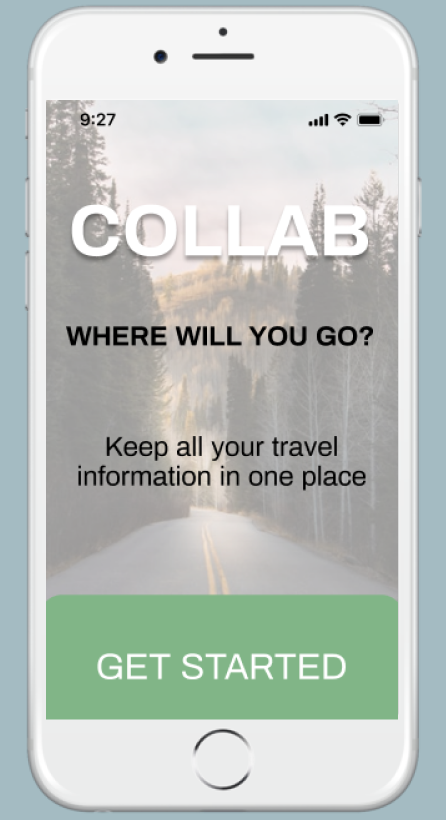 9:27
COLLAB
WHERE WILL YOU GO?
Keep all your travel
information in one place
GET STARTED